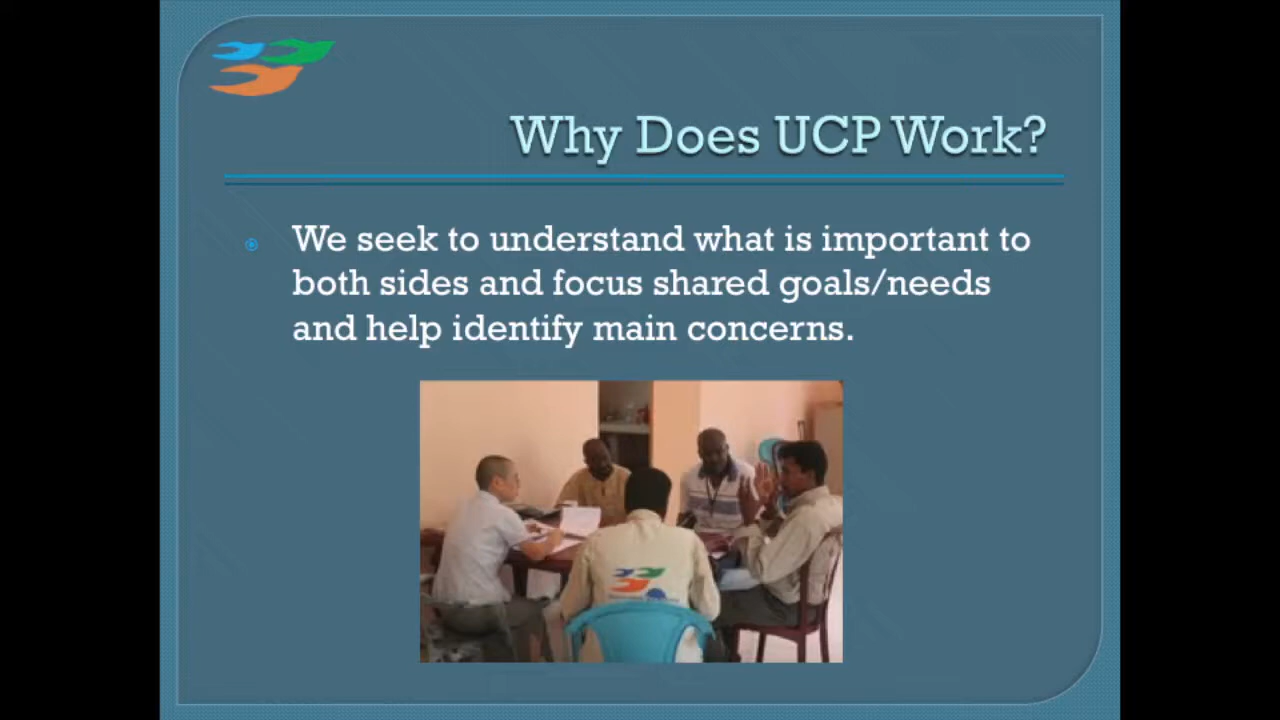 Why Does UCP Work?
We seek to understand what is important to
both sides and focus shared goals/needs
and help identify main concerns.